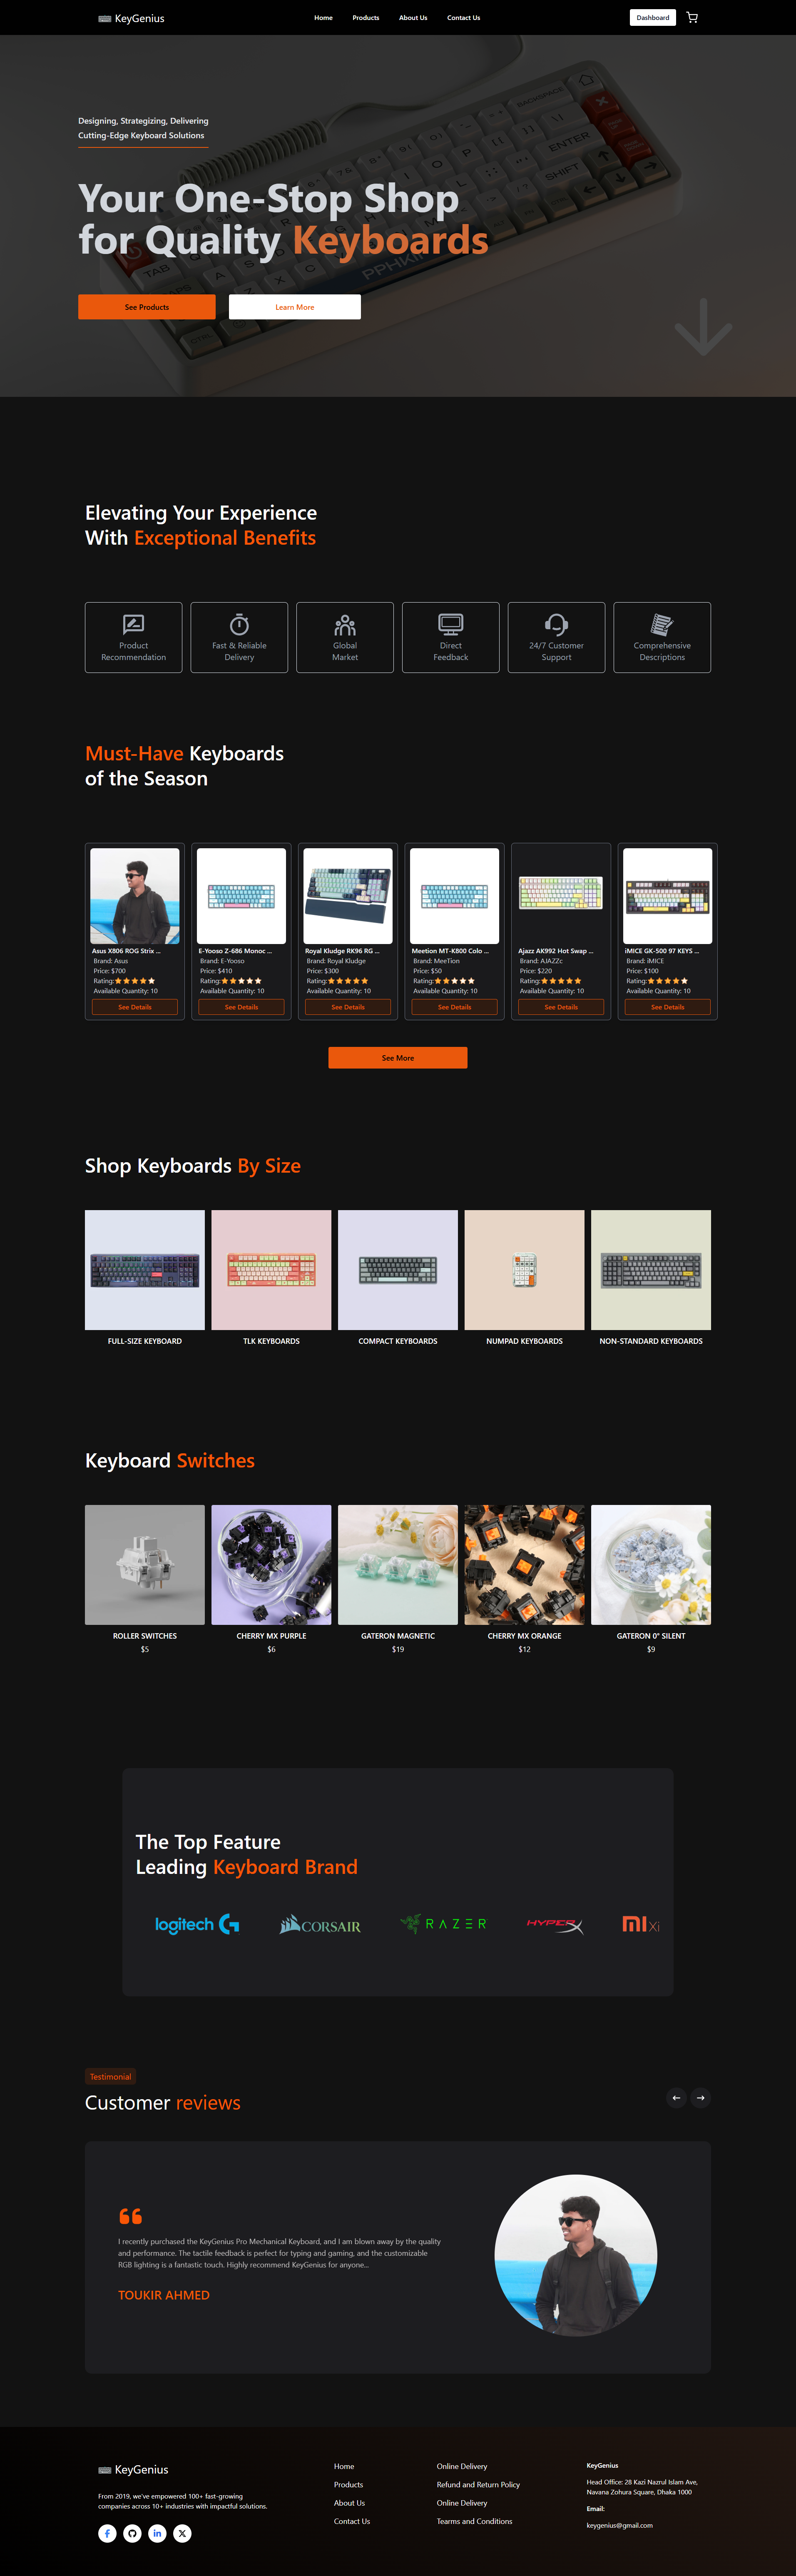 KeyGenius
Home
Products
About Us
Contact Us
Dashboard
Designing, Strategizing, Delivering
Cutting-Edge Keyboard Solutions
Your One-Stop Shop
for Quality Keyboards
See Products
Learn More
BACKSPACE
ENTER
TAB
CTRL
PPHKIN
Elevating Your Experience
With Exceptional Benefits
Product
Recommendation
Fast & Reliable
Delivery
Global
Market
Direct
Feedback
24/7 Customer
Support
Comprehensive
Descriptions
Must-Have Keyboards
of the Season
Asus X806 ROG Strix ...
Brand: Asus
Price: $700
Rating:
Available Quantity: 10
See Details
E-Yooso Z-686 Monoc ...
Brand: E-Yooso
Price: $410
Rating:
Available Quantity: 10
See Details
Royal Kludge RK96 RG ...
Brand: Royal Kludge
Price: $300
Rating:
Available Quantity: 10
See Details
Meetion MT-K800 Colo ...
Brand: MeeTion
Price: $50
Rating:
Available Quantity: 10
See Details
Ajazz AK992 Hot Swap ...
Brand: AJAZZc
Price: $220
Rating:
Available Quantity: 10
See Details
iMICE GK-500 97 KEYS ...
Brand: iMICE
Price: $100
Rating:
Available Quantity: 10
See Details
See More
Shop Keyboards By Size
FULL-SIZE KEYBOARD
TLK KEYBOARDS
COMPACT KEYBOARDS
NUMPAD KEYBOARDS
NON-STANDARD KEYBOARDS
Keyboard Switches
ROLLER SWITCHES
$5
CHERRY MX PURPLE
$6
GATERON MAGNETIC
$19
CHERRY MX ORANGE
$12
GATERON 0° SILENT
$9
The Top Feature
Leading Keyboard Brand
logitech G
CORSAIR
RAZER
HYPERX
MI Xi
Testimonial
Customer reviews
I recently purchased the KeyGenius Pro Mechanical Keyboard, and I am blown away by the quality
and performance. The tactile feedback is perfect for typing and gaming, and the customizable
RGB lighting is a fantastic touch. Highly recommend KeyGenius for anyone...
TOUKIR AHMED
KeyGenius
From 2019, we've empowered 100+ fast-growing
companies across 10+ industries with impactful solutions.
Home
Products
About Us
Contact Us
Online Delivery
Refund and Return Policy
Online Delivery
Tearms and Conditions
KeyGenius
Head Office: 28 Kazi Nazrul Islam Ave,
Navana Zohura Square, Dhaka 1000
Email:
keygenius@gmail.com